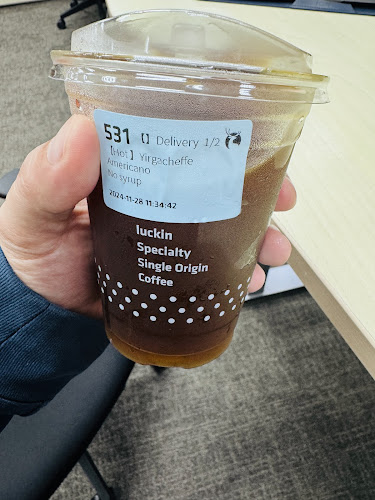 531 【】 Delivery 1/2
【Hot】Yirgacheffe
Americano
No syrup
2024-11-28 11:34:42
luckin
Specialty
Single Origin
Coffee